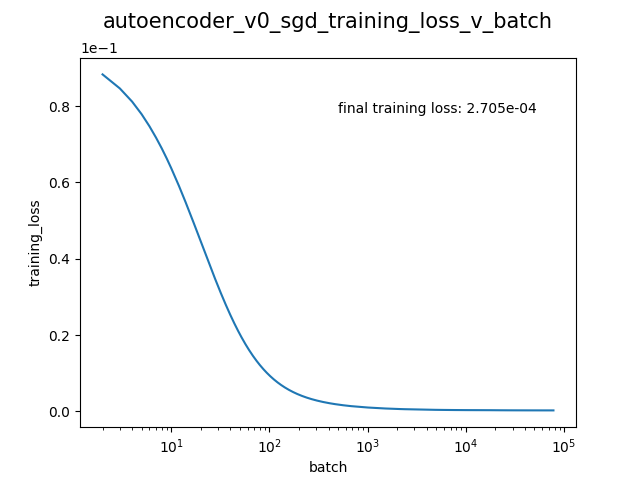 autoencoder_v0_sgd_training_loss_v_batch
1e−1
final training loss: 2.705e-04
0.8
0.6
0.4
0.2
0.0
training_loss
10¹ 10² 10³ 10⁴ 10⁵
batch